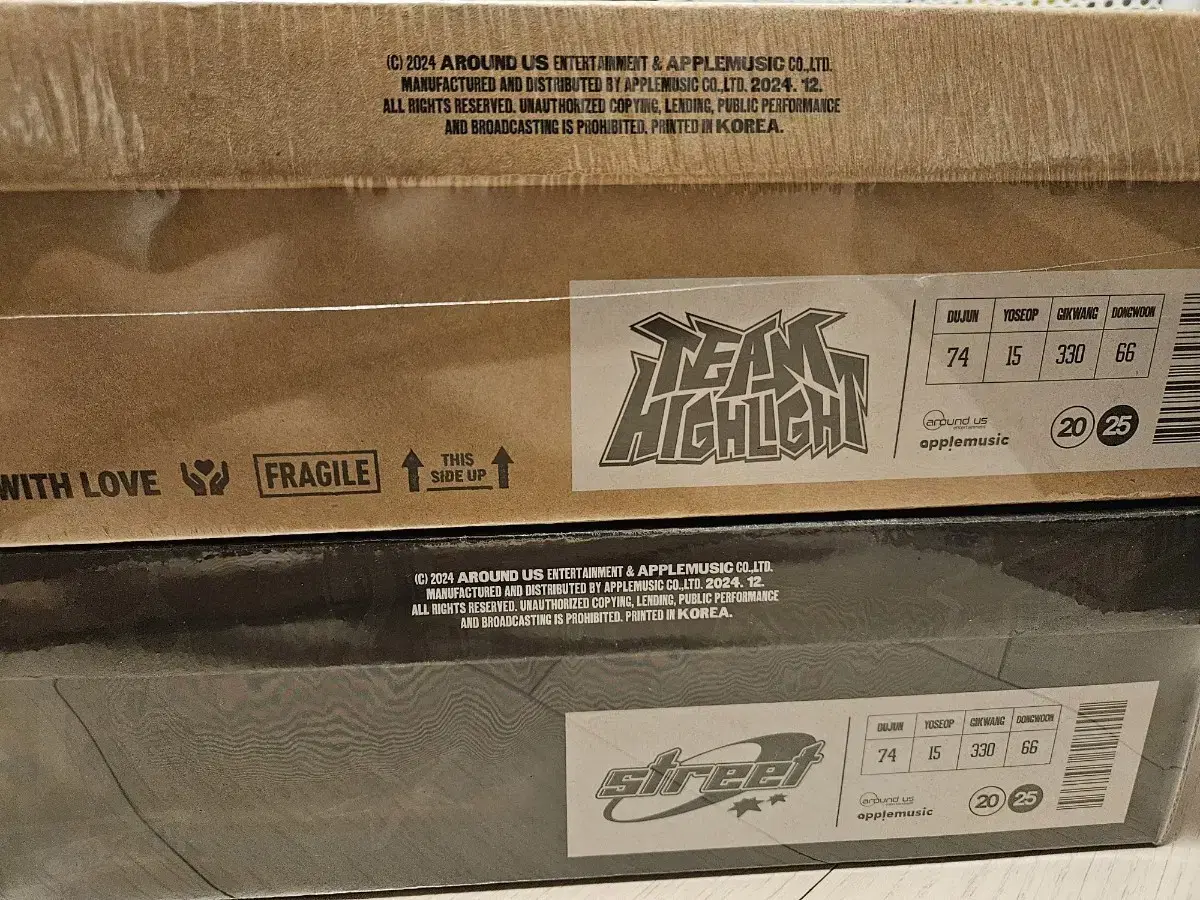 (C) 2024 AROUND US ENTERTAINMENT & APPLEMUSIC CO.,LTD.
MANUFACTURED AND DISTRIBUTED BY APPLEMUSIC CO.,LTD. 2024. 12.
ALL RIGHTS RESERVED. UNAUTHORIZED COPYING, LENDING, PUBLIC PERFORMANCE
AND BROADCASTING IS PROHIBITED. PRINTED IN KOREA.
TEAM
HIGHLIGHT
DUJUN YOSEOP GIKWANG DONGWOON
74 15 330 66
around us
entertainment
applemusic
20 25
WITH LOVE
FRAGILE
THIS
SIDE UP
(C) 2024 AROUND US ENTERTAINMENT & APPLEMUSIC CO.,LTD.
MANUFACTURED AND DISTRIBUTED BY APPLEMUSIC CO.,LTD. 2024. 12.
ALL RIGHTS RESERVED. UNAUTHORIZED COPYING, LENDING, PUBLIC PERFORMANCE
AND BROADCASTING IS PROHIBITED. PRINTED IN KOREA.
street
DUJUN YOSEOP GIKWANG DONGWOON
74 15 330 66
around us
entertainment
applemusic
20 25